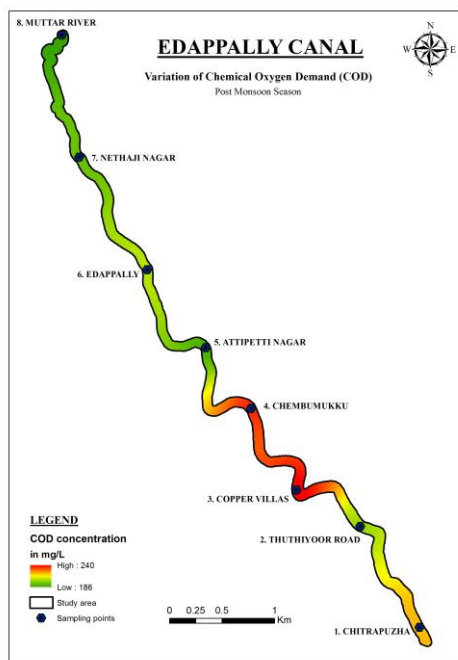 8. MUTTAR RIVER
EDAPPALLY CANAL
Variation of Chemical Oxygen Demand (COD)
Post Monsoon Season
N
W E
S
7. NETHAJI NAGAR
6. EDAPPALLY
5. ATTIPETTI NAGAR
4. CHEMBUMUKKU
3. COPPER VILLAS
2. THUTHIYOOR ROAD
1. CHITRAPUZHA
LEGEND
COD concentration
in mg/L
High : 240
Low : 186
Study area
Sampling points
0 0.25 0.5 1
Km